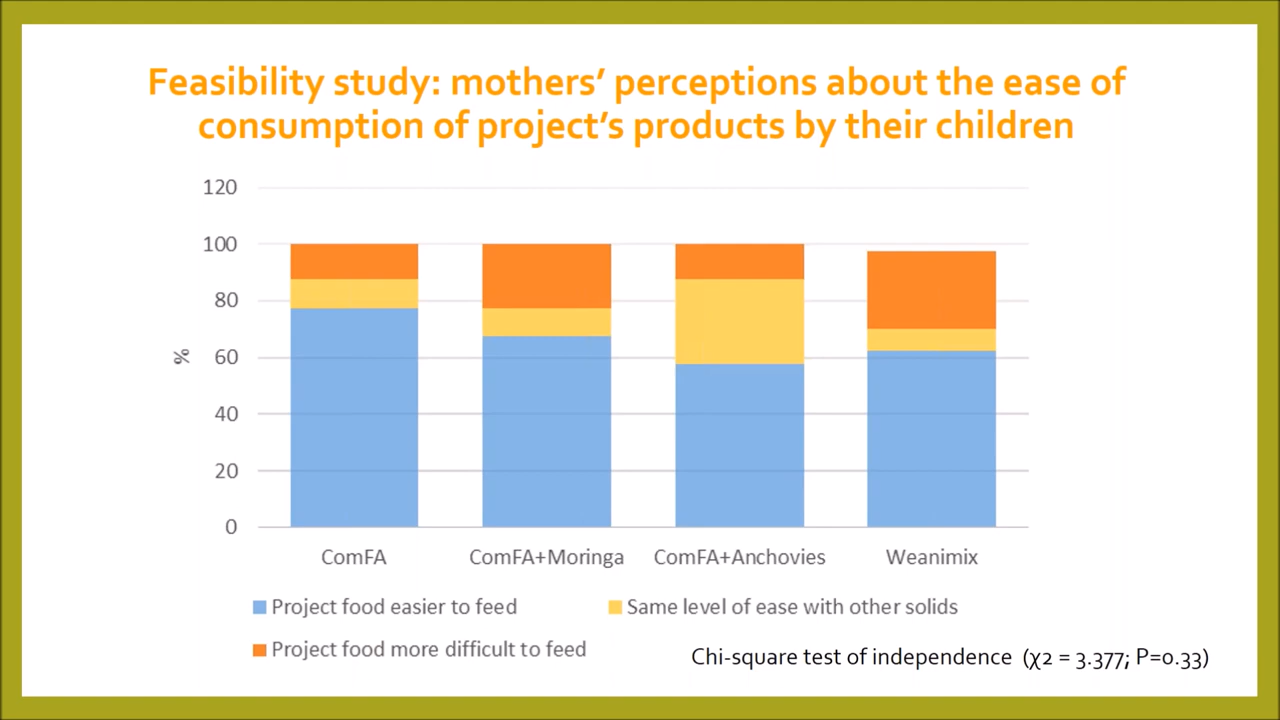 Feasibility study: mothers' perceptions about the ease of
consumption of project's products by their children
120
100
80
60
40
20
0
%
ComFA
ComFA+Moringa
ComFA+Anchovies
Weanimix
Project food easier to feed
Same level of ease with other solids
Project food more difficult to feed
Chi-square test of independence (χ2 = 3.377; P=0.33)